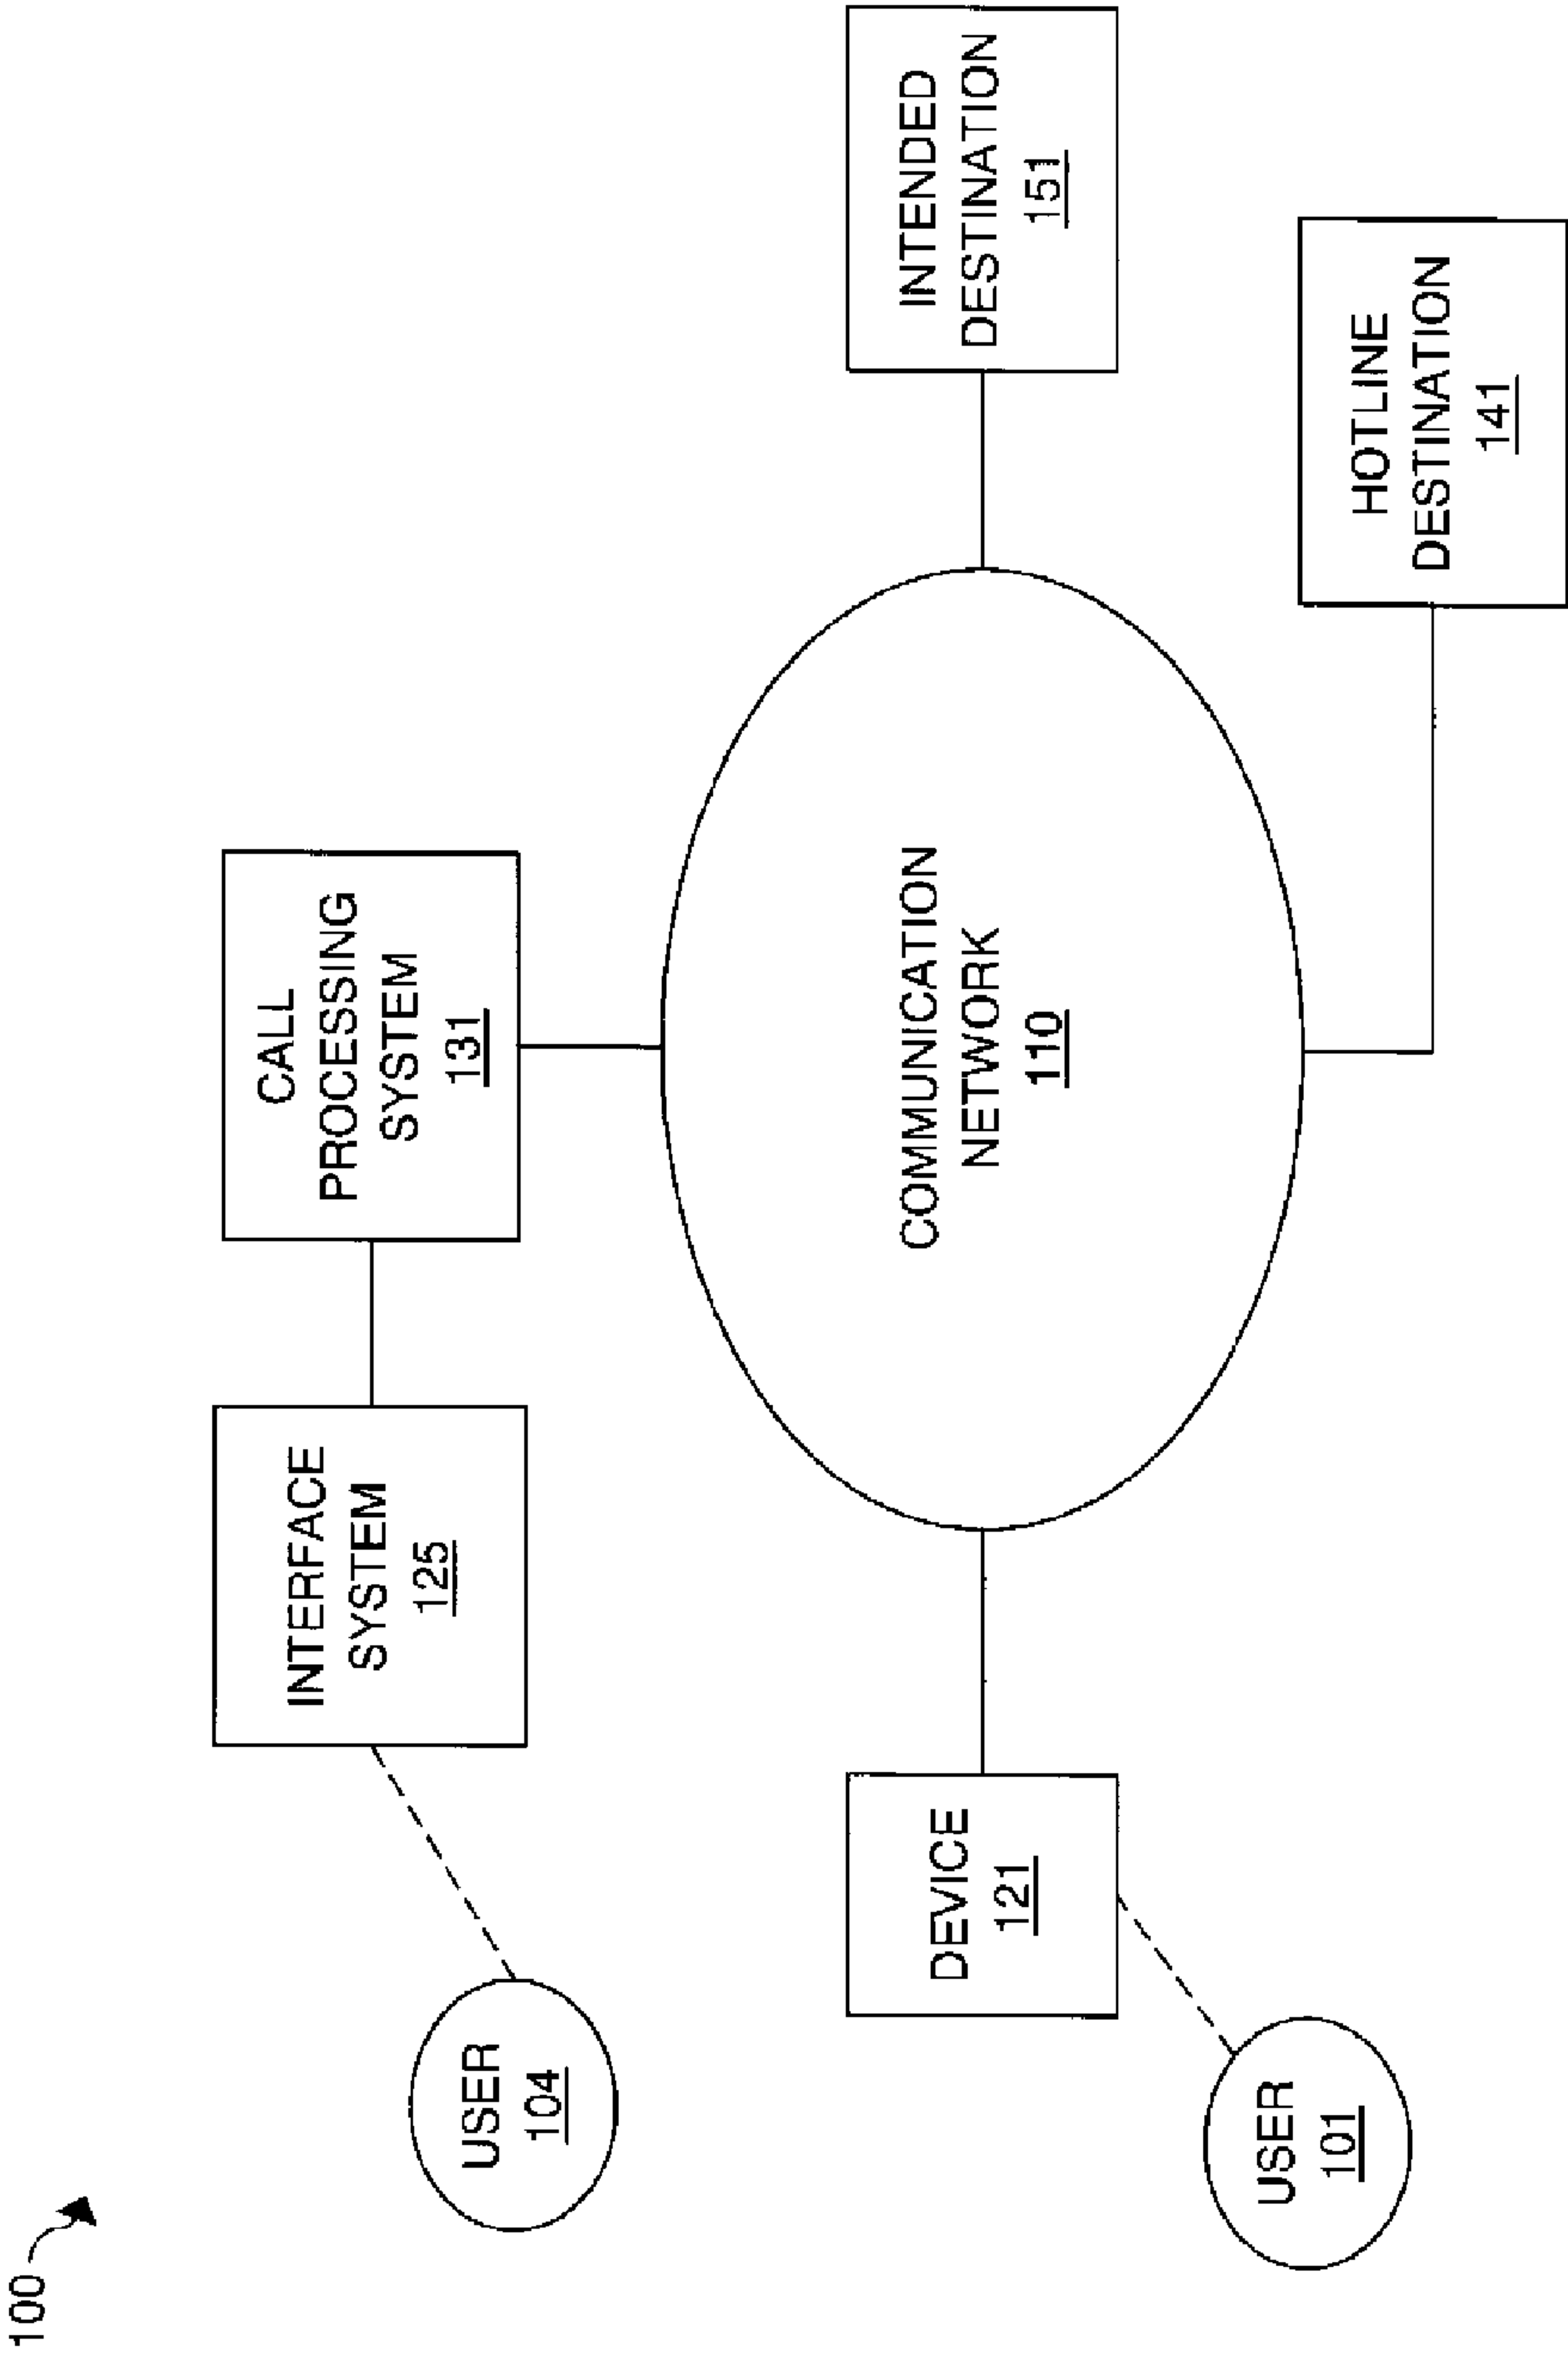 100
CALL
PROCESSING
SYSTEM
131
INTERFACE
SYSTEM
125
USER
104
COMMUNICATION
NETWORK
110
INTENDED
DESTINATION
151
DEVICE
121
USER
101
HOTLINE
DESTINATION
141